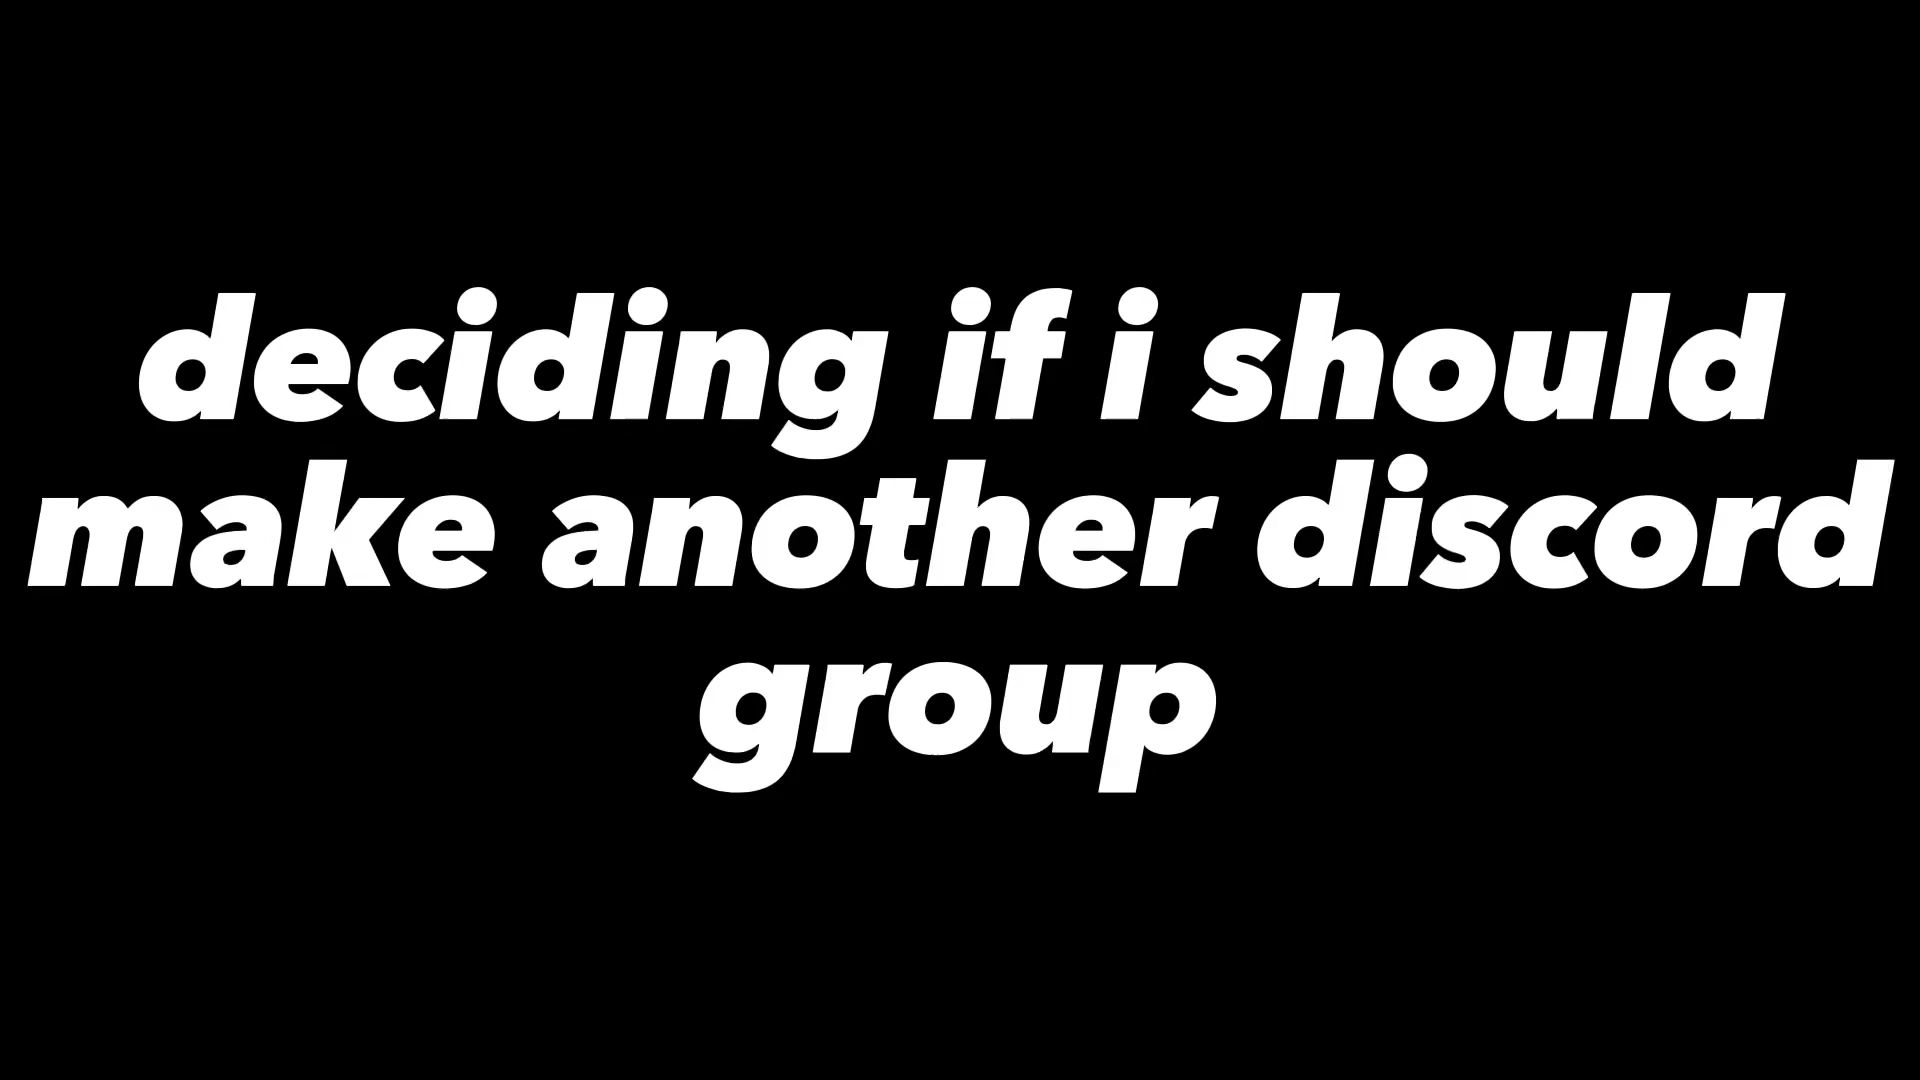 deciding if i should
make another discord
group